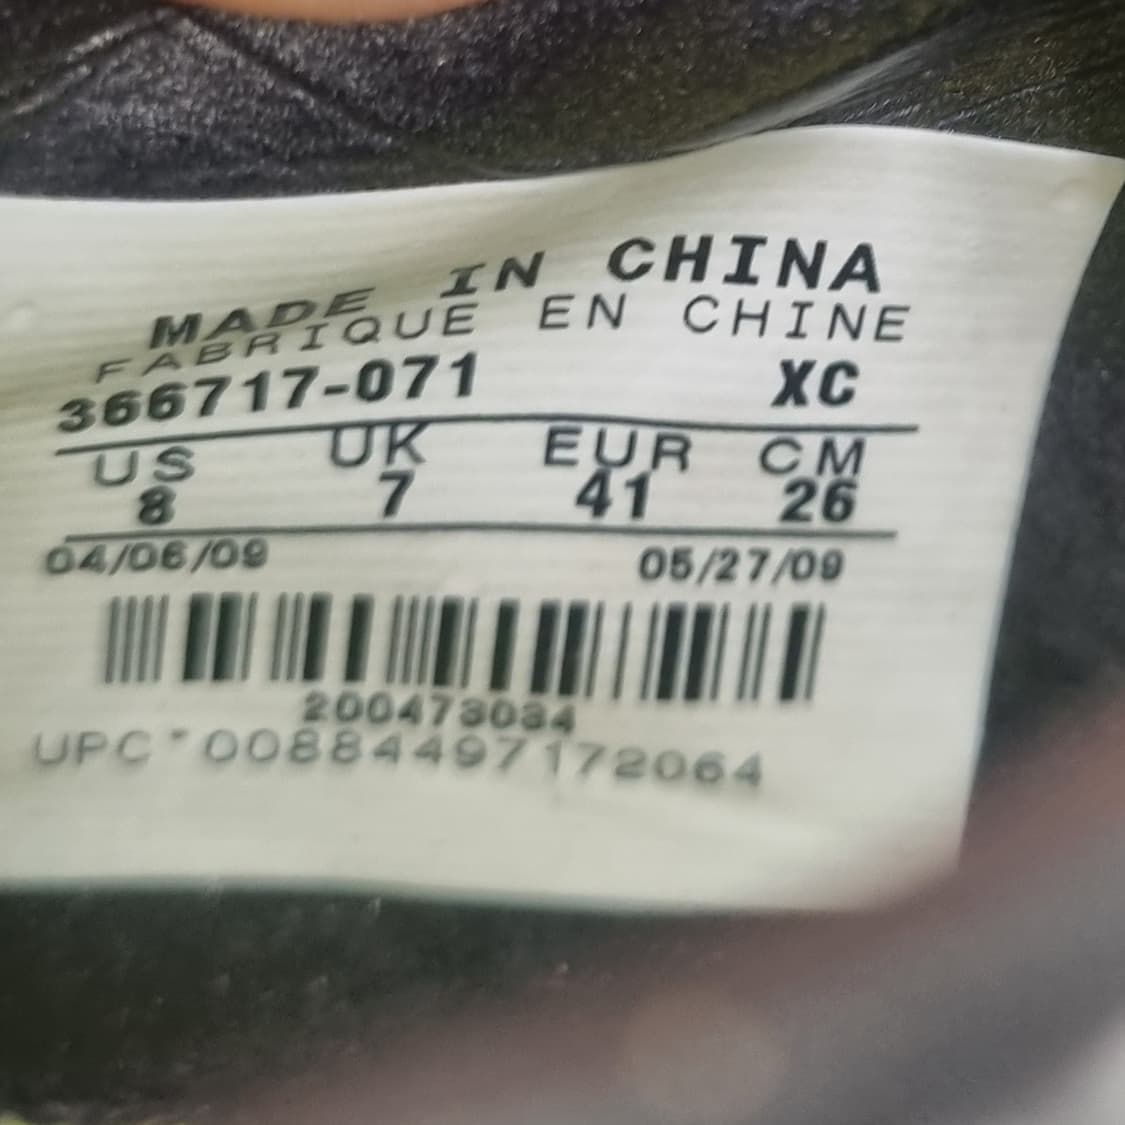 MADE IN CHINA
FABRIQUE EN CHINE
366717-071 XC
US UK EUR CM
8 7 41 26
04/06/09 05/27/09
200473034
UPC*00884497172064